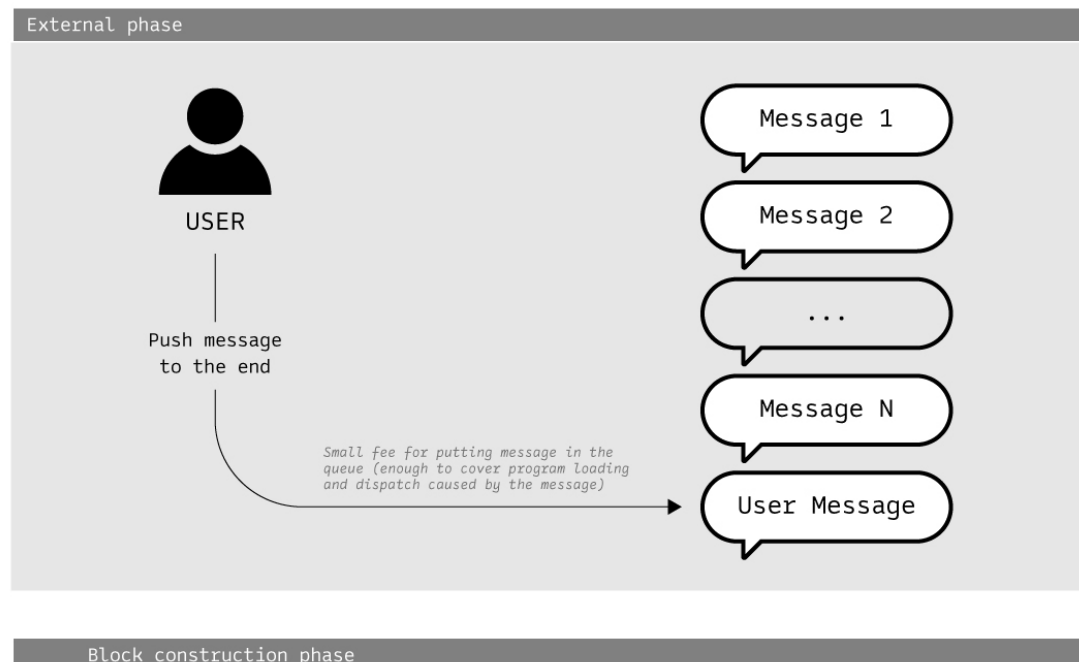 External phase
USER
Push message
to the end
Small fee for putting message in the
queue (enough to cover program loading
and dispatch caused by the message)
Message 1
Message 2
...
Message N
User Message
Block construction phase